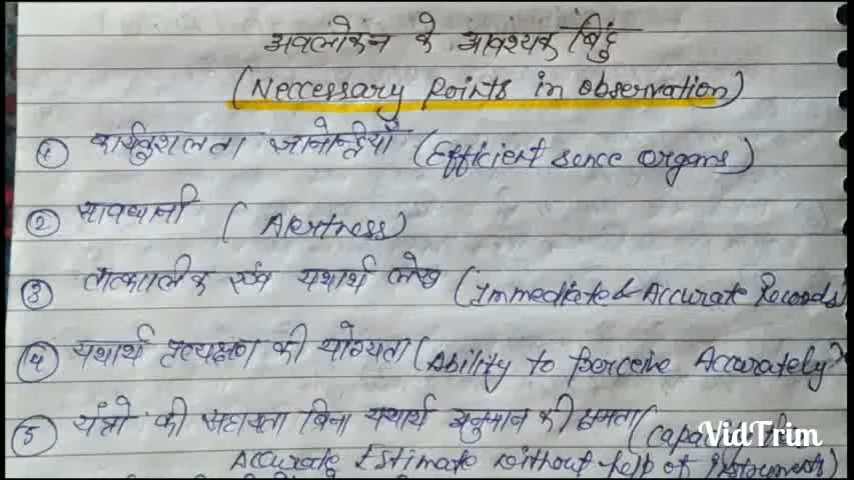 अवलोकन के आवश्यक बिंदु
(Neccessary Points in observation)
① कार्यकुशलता ज्ञानेन्द्रियाँ (Efficient sence organs)
② सावधानी (Alertness)
③ तत्कालीक एवं यथार्थ लेख (Immediate & Accurate Records)
④ यथार्थ प्रत्यक्षण की योग्यता (Ability to perceive Accurately)
⑤ यंत्रो की सहायता बिना यथार्थ अनुमान की क्षमता (
Accurate Estimate without help of instruments)
VidTrim